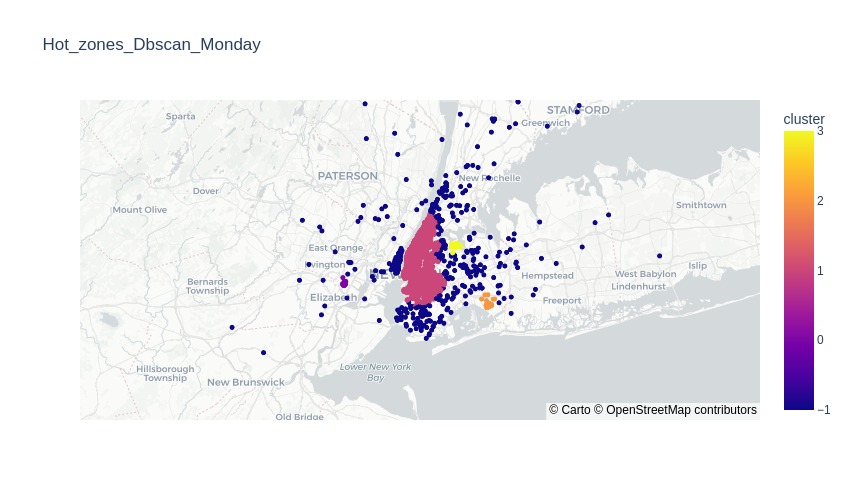 Hot_zones_Dbscan_Monday
cluster
STAMFORD
Sparta
Greenwich
PATERSON
New Rochelle
Dover
Mount Olive
Smithtown
East Orange
Islip
Hempstead
West Babylon
Bernards
Township
Lindenhurst
Elizabeth
Freeport
Lower New York
Bay
Hillsborough
Township
New Brunswick
Old Bridge
© Carto © OpenStreetMap contributors
3
2
1
0
−1